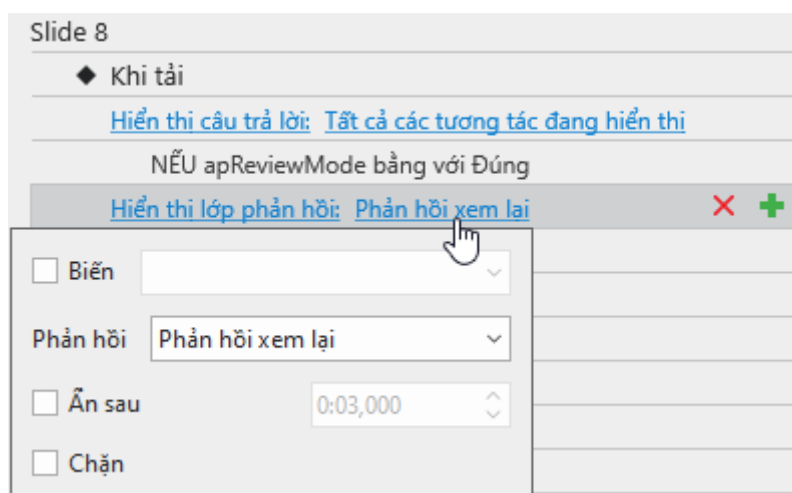 Slide 8
Khi tải
Hiển thị câu trả lời: Tất cả các tương tác đang hiển thị
NẾU apReviewMode bằng với Đúng
Hiển thị lớp phản hồi: Phản hồi xem lại
Biến
Phản hồi Phản hồi xem lại
Ẩn sau 0:03,000
Chặn